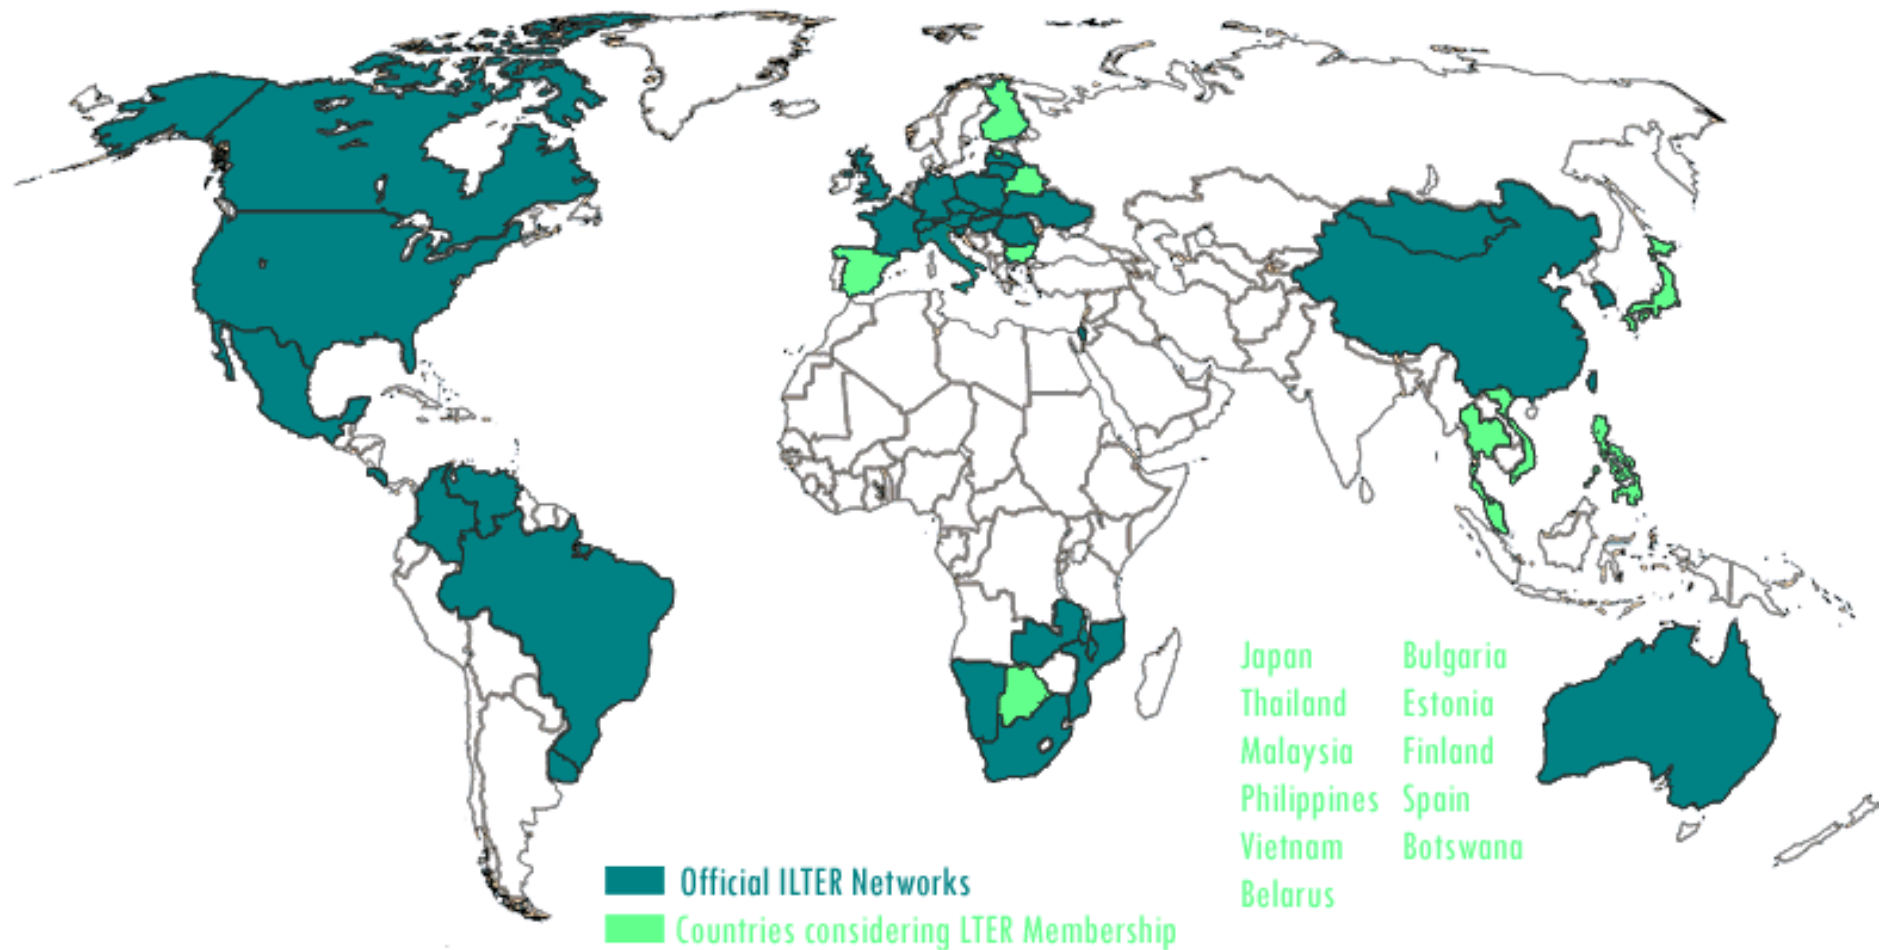 Japan
Thailand
Malaysia
Philippines
Vietnam
Belarus
Bulgaria
Estonia
Finland
Spain
Botswana
Official ILTER Networks
Countries considering LTER Membership